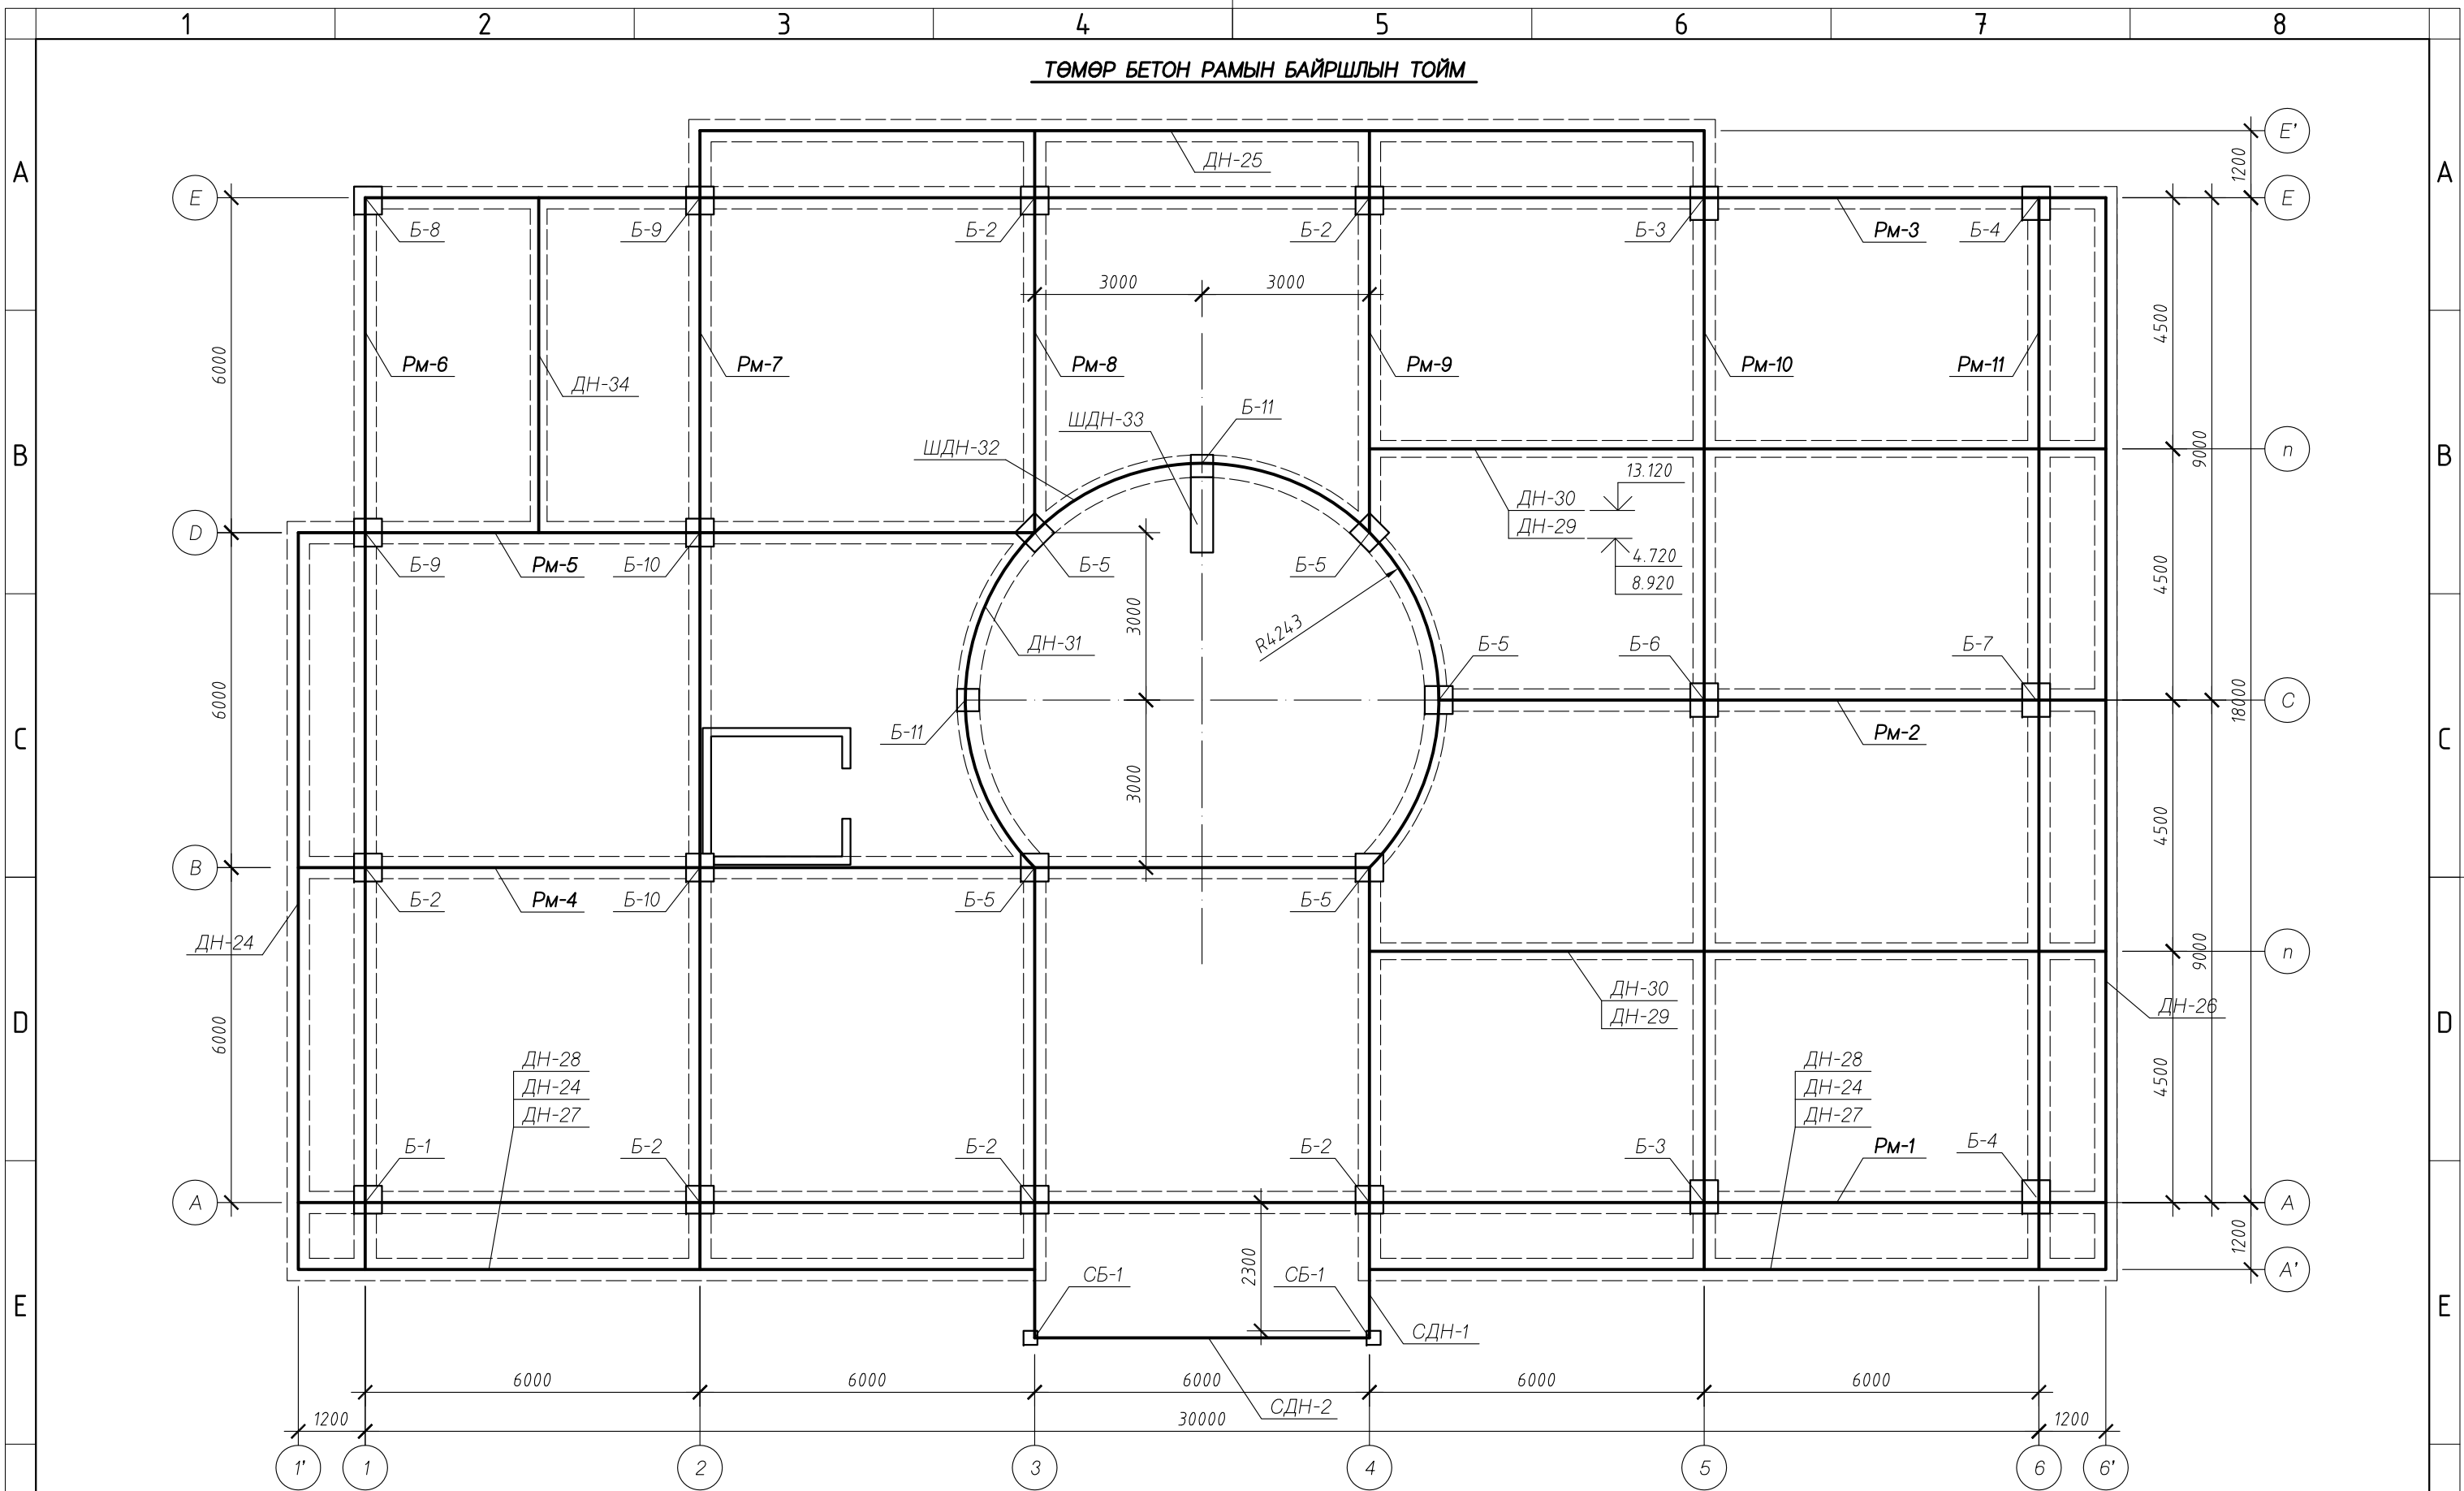 1 2 3 4 5 6 7 8
ТӨМӨР БЕТОН РАМЫН БАЙРШЛЫН ТОЙМ
E'
ДН-25
1200
A A
E E
Б-8 Б-9 Б-2 Б-2 Б-3 Рм-3 Б-4
3000 3000
4500
6000 Рм-6 Рм-7 Рм-8 Рм-9 Рм-10 Рм-11
ДН-34
Б-11
ШДН-33
ШДН-32
B n B
9000
13.120
ДН-30
ДН-29
D
4.720
8.920
Б-9 Рм-5 Б-10 Б-5 Б-5
4500
3000
R4243
ДН-31
Б-5 Б-6 Б-7
6000 C 18000
Б-11 Рм-2
C C
3000
4500
B
Б-2 Рм-4 Б-10 Б-5 Б-5
ДН-24
n
9000
ДН-30
ДН-29
ДН-26
D D
6000
4500
ДН-28
ДН-24
ДН-27
ДН-28
ДН-24
ДН-27
Б-1 Б-2 Б-2 Б-2 Б-3 Рм-1 Б-4
A A
1200
2300
A'
СБ-1 СБ-1
E E
СДН-1
6000 6000 6000 6000 6000
СДН-2
1200 30000 1200
1' 1 2 3 4 5 6 6'